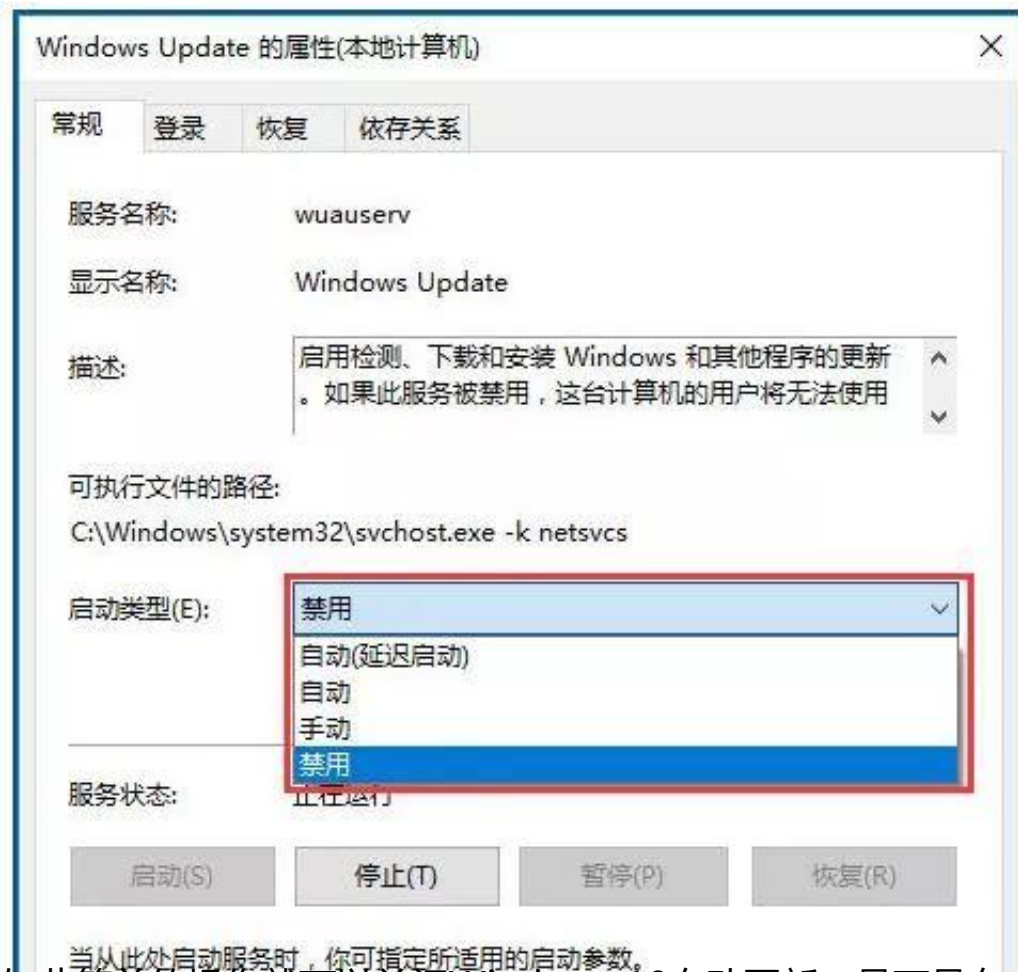 Windows Update 的属性(本地计算机)
常规 登录 恢复 依存关系
服务名称: wuauserv
显示名称: Windows Update
描述: 启用检测、下载和安装 Windows 和其他程序的更新
。如果此服务被禁用，这台计算机的用户将无法使用
可执行文件的路径:
C:\Windows\system32\svchost.exe -k netsvcs
启动类型(E): 禁用
自动(延迟启动)
自动
手动
禁用
服务状态: 正在运行
启动(S) 停止(T) 暂停(P) 恢复(R)
当从此处启动服务时，你可指定所适用的启动参数。